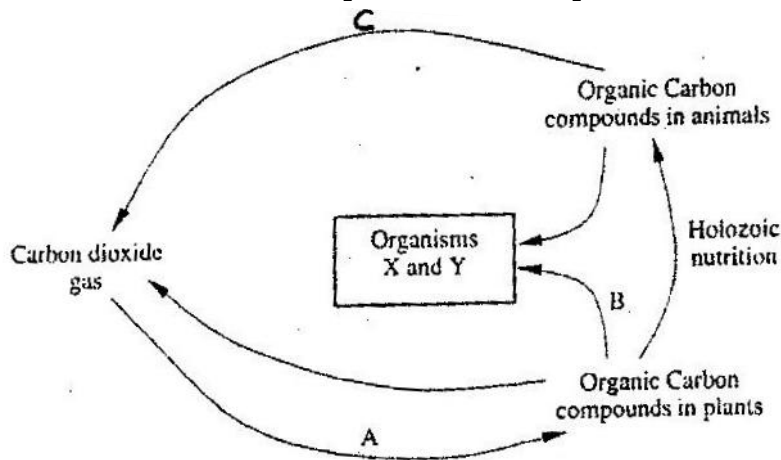 C
Organic Carbon
compounds in animals
Organisms
X and Y
Holozoic
nutrition
Carbon dioxide
gas
B
Organic Carbon
compounds in plants
A